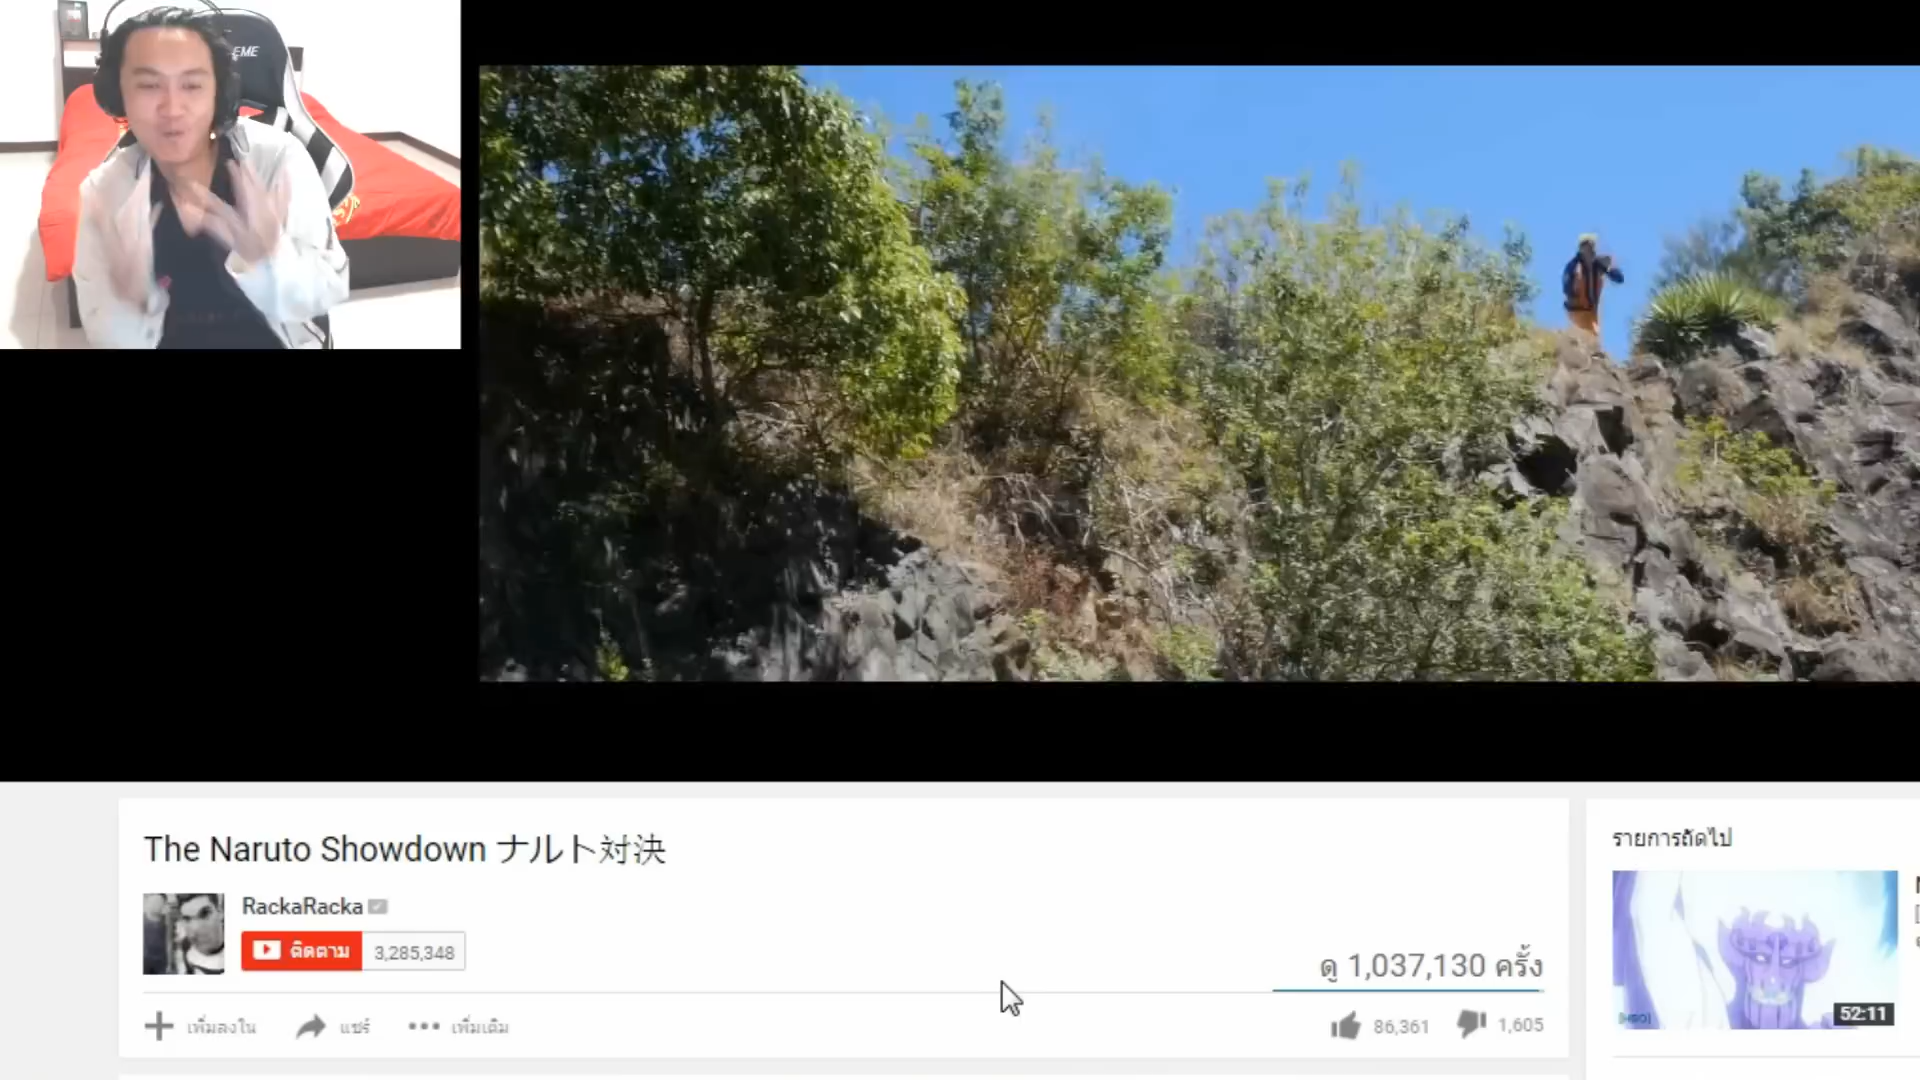 EME
The Naruto Showdown ナルト対決
RackaRacka
ติดตาม 3,285,348
ดู 1,037,130 ครั้ง
เพิ่มลงใน แชร์ เพิ่มเติม
86,361 1,605
รายการถัดไป
[HBO]
52:11